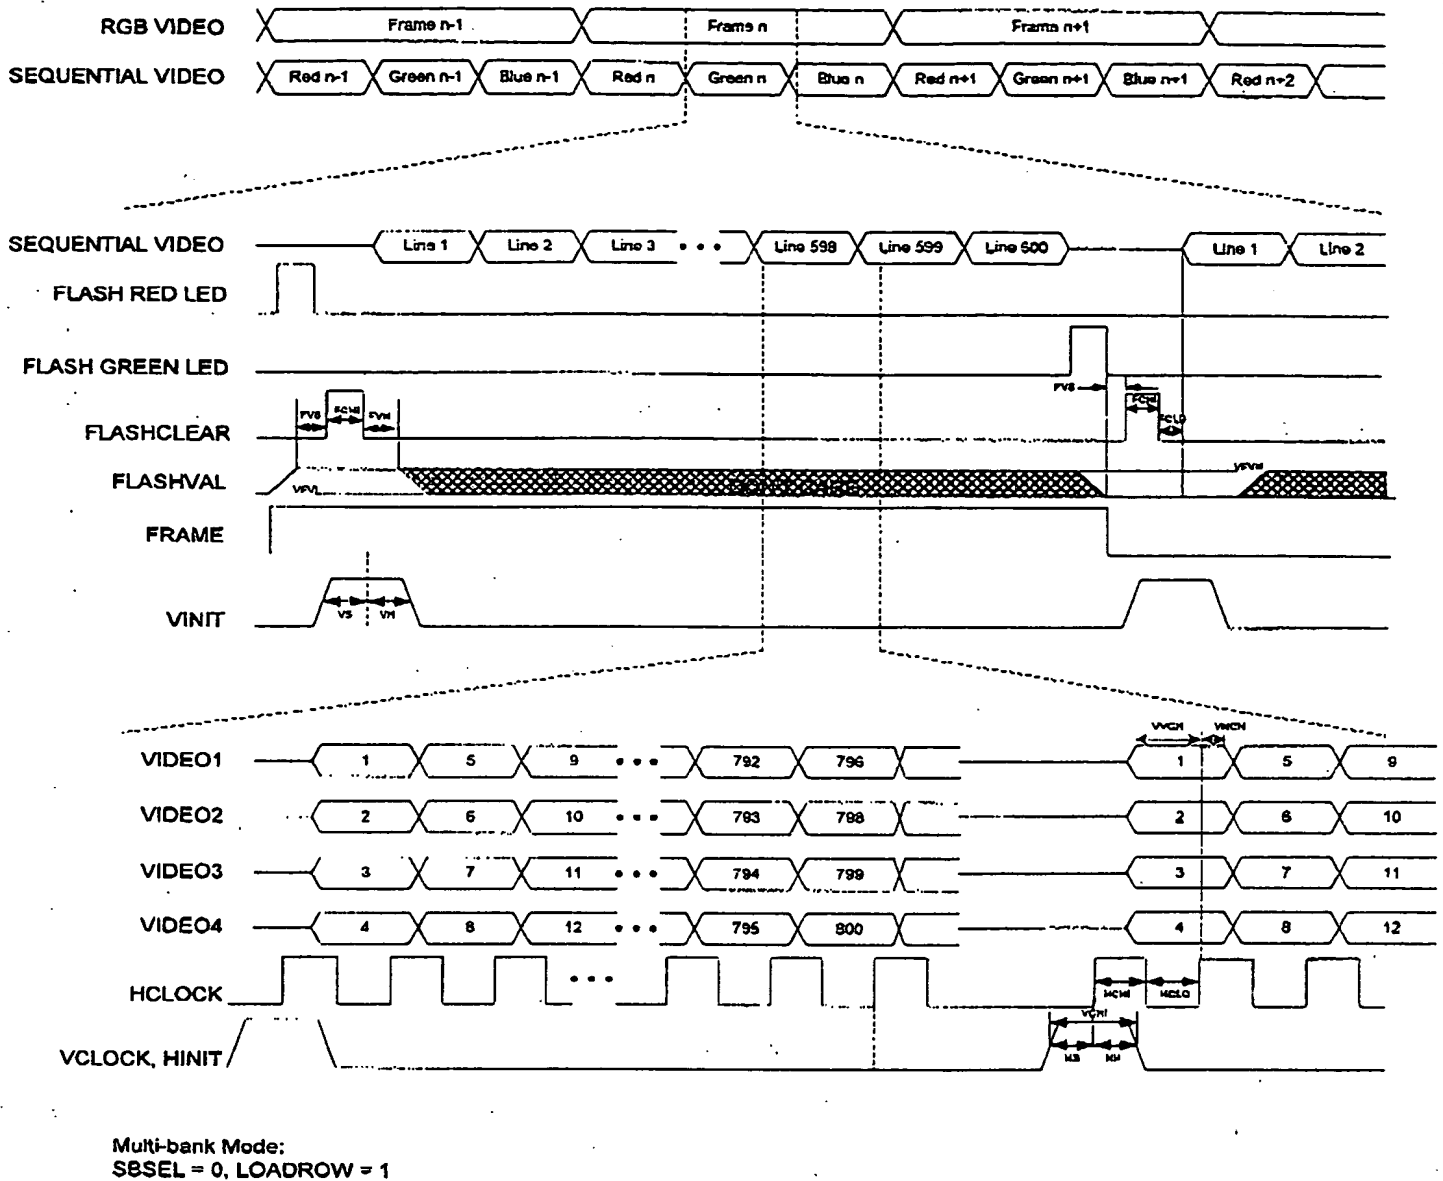 RGB VIDEO Frame n-1 Frame n Frame n+1
SEQUENTIAL VIDEO Red n-1 Green n-1 Blue n-1 Red n Green n Blue n Red n+1 Green n+1 Blue n+1 Red n+2
SEQUENTIAL VIDEO Line 1 Line 2 Line 3 • • • Line 598 Line 599 Line 600 Line 1 Line 2
FLASH RED LED
FLASH GREEN LED
FVS
FLASHCLEAR FVS FCHI FVH FCHI FCLO
FLASHVAL VFVL VFVH
FRAME
VINIT VS VH
VVCH VHCH
VIDEO1 1 5 9 • • • 792 796 1 5 9
VIDEO2 2 6 10 • • • 793 798 2 6 10
VIDEO3 3 7 11 • • • 794 799 3 7 11
VIDEO4 4 8 12 • • • 795 800 4 8 12
HCLOCK • • • HCHI HCLO
VCHI
VCLOCK, HINIT HS HH
Multi-bank Mode:
SBSEL = 0, LOADROW = 1